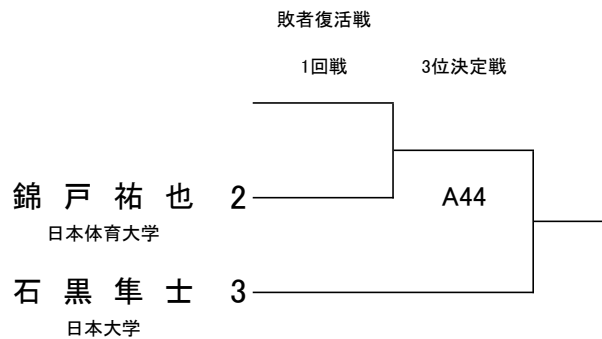 敗者復活戦
1回戦 3位決定戦
錦戸祐也 2
A44
日本体育大学
石黒隼士 3
日本大学